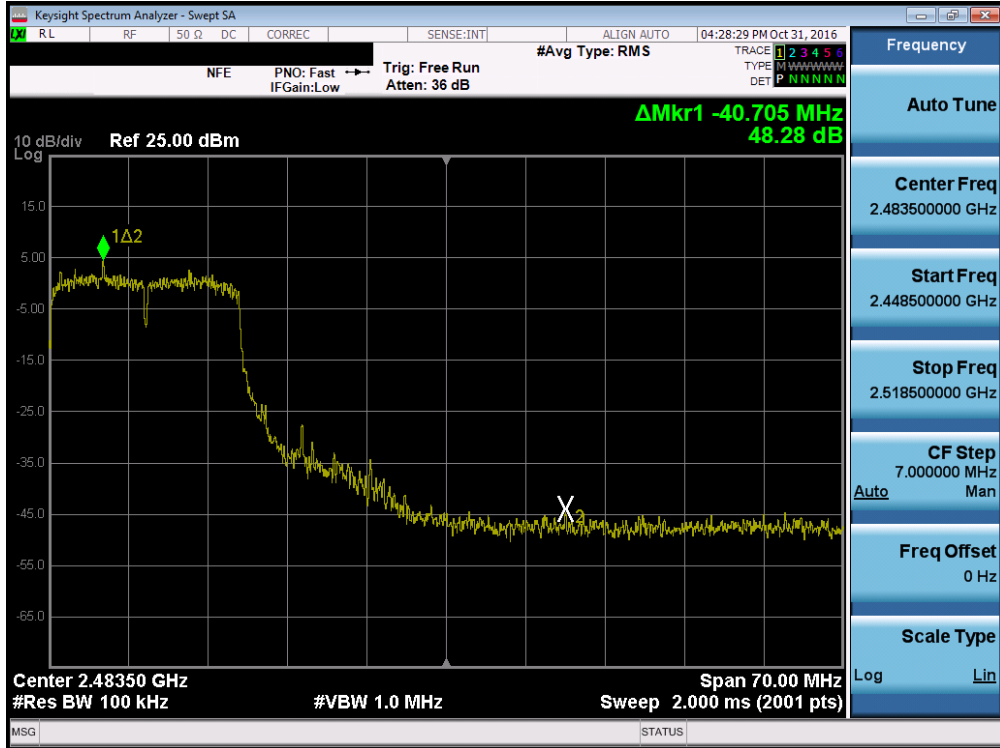 Keysight Spectrum Analyzer - Swept SA
LXI RL RF 50 Ω DC CORREC SENSE:INT ALIGN AUTO 04:28:29 PM Oct 31, 2016
#Avg Type: RMS TRACE 1 2 3 4 5 6
NFE PNO: Fast Trig: Free Run TYPE M WWWWW
IFGain:Low Atten: 36 dB DET P N N N N N
ΔMkr1 -40.705 MHz
10 dB/div Ref 25.00 dBm 48.28 dB
Log
15.0
1Δ2
5.00
-5.00
-15.0
-25.0
-35.0
-45.0
X2
-55.0
-65.0
Center 2.48350 GHz Span 70.00 MHz
#Res BW 100 kHz #VBW 1.0 MHz Sweep 2.000 ms (2001 pts)
MSG STATUS
Frequency
Auto Tune
Center Freq
2.483500000 GHz
Start Freq
2.448500000 GHz
Stop Freq
2.518500000 GHz
CF Step
7.000000 MHz
Auto Man
Freq Offset
0 Hz
Scale Type
Log Lin